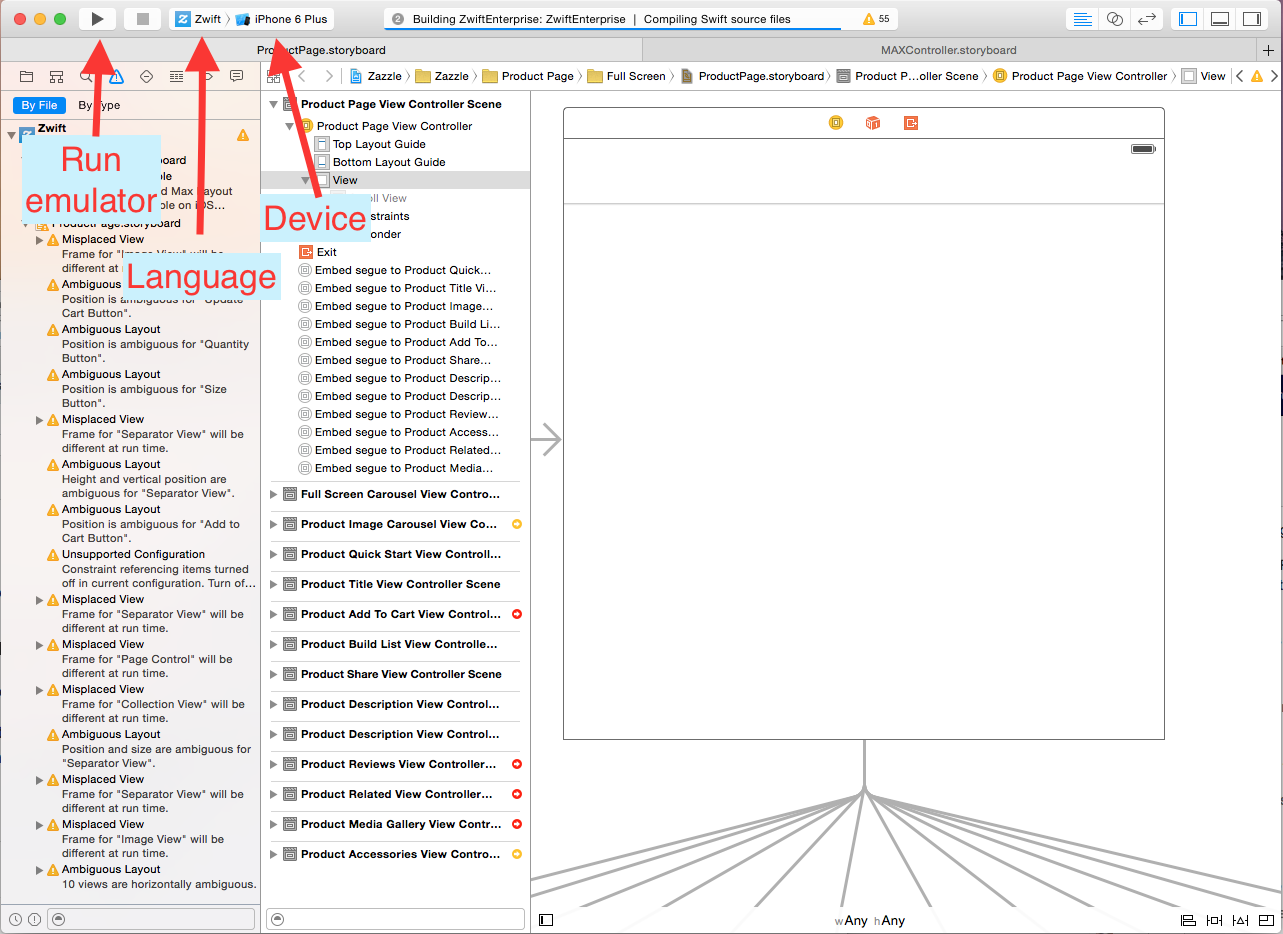 Zwift
iPhone 6 Plus
2
Building ZwiftEnterprise: ZwiftEnterprise | Compiling Swift source files
55
ProductPage.storyboard
MAXController.storyboard
Zazzle
Zazzle
Product Page
Full Screen
ProductPage.storyboard
Product P...oller Scene
Product Page View Controller
View
By File
By Type
Zwift
Run
emulator
Language
Device
ProductPage.storyboard
Misplaced View
Frame for "Image View" will be
different at run
Ambiguous
Position is ambiguous for "Update
Cart Button".
Ambiguous Layout
Position is ambiguous for "Quantity
Button".
Ambiguous Layout
Position is ambiguous for "Size
Button".
Misplaced View
Frame for "Separator View" will be
different at run time.
Ambiguous Layout
Height and vertical position are
ambiguous for "Separator View".
Ambiguous Layout
Position is ambiguous for "Add to
Cart Button".
Unsupported Configuration
Constraint referencing items turned
off in current configuration. Turn of...
Misplaced View
Frame for "Separator View" will be
different at run time.
Misplaced View
Frame for "Page Control" will be
different at run time.
Misplaced View
Frame for "Collection View" will be
different at run time.
Ambiguous Layout
Position and size are ambiguous for
"Separator View".
Misplaced View
Frame for "Separator View" will be
different at run time.
Misplaced View
Frame for "Image View" will be
different at run time.
Ambiguous Layout
10 views are horizontally ambiguous.
Product Page View Controller Scene
Product Page View Controller
Top Layout Guide
Bottom Layout Guide
View
View
Exit
Embed segue to Product Quick...
Embed segue to Product Title Vi...
Embed segue to Product Image...
Embed segue to Product Build Li...
Embed segue to Product Add To...
Embed segue to Product Share...
Embed segue to Product Descrip...
Embed segue to Product Descrip...
Embed segue to Product Review...
Embed segue to Product Access...
Embed segue to Product Related...
Embed segue to Product Media...
Full Screen Carousel View Contro...
Product Image Carousel View Co...
Product Quick Start View Controll...
Product Title View Controller Scene
Product Add To Cart View Control...
Product Build List View Controlle...
Product Share View Controller Scene
Product Description View Control...
Product Description View Control...
Product Reviews View Controller...
Product Related View Controller...
Product Media Gallery View Contr...
Product Accessories View Contro...
wAny hAny